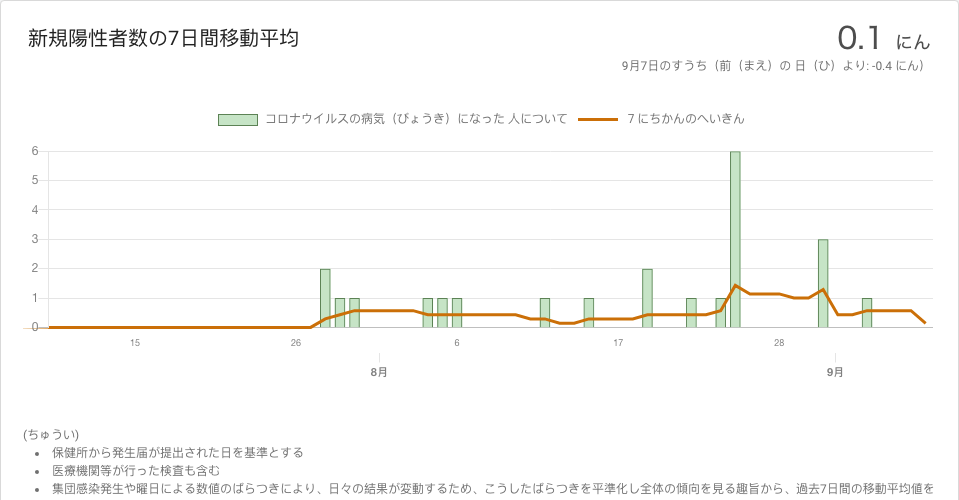 新規陽性者数の7日間移動平均
0.1 にん
9月7日のすうち（前（まえ）の 日（ひ）より: -0.4 にん）
コロナウイルスの病気（びょうき）になった 人について
7 にちかんのへいきん
6
5
4
3
2
1
0
15 26 6 17 28
8月 9月
(ちゅうい)
• 保健所から発生届が提出された日を基準とする
• 医療機関等が行った検査も含む
• 集団感染発生や曜日による数値のばらつきにより、日々の結果が変動するため、こうしたばらつきを平準化し全体の傾向を見る趣旨から、過去7日間の移動平均値を